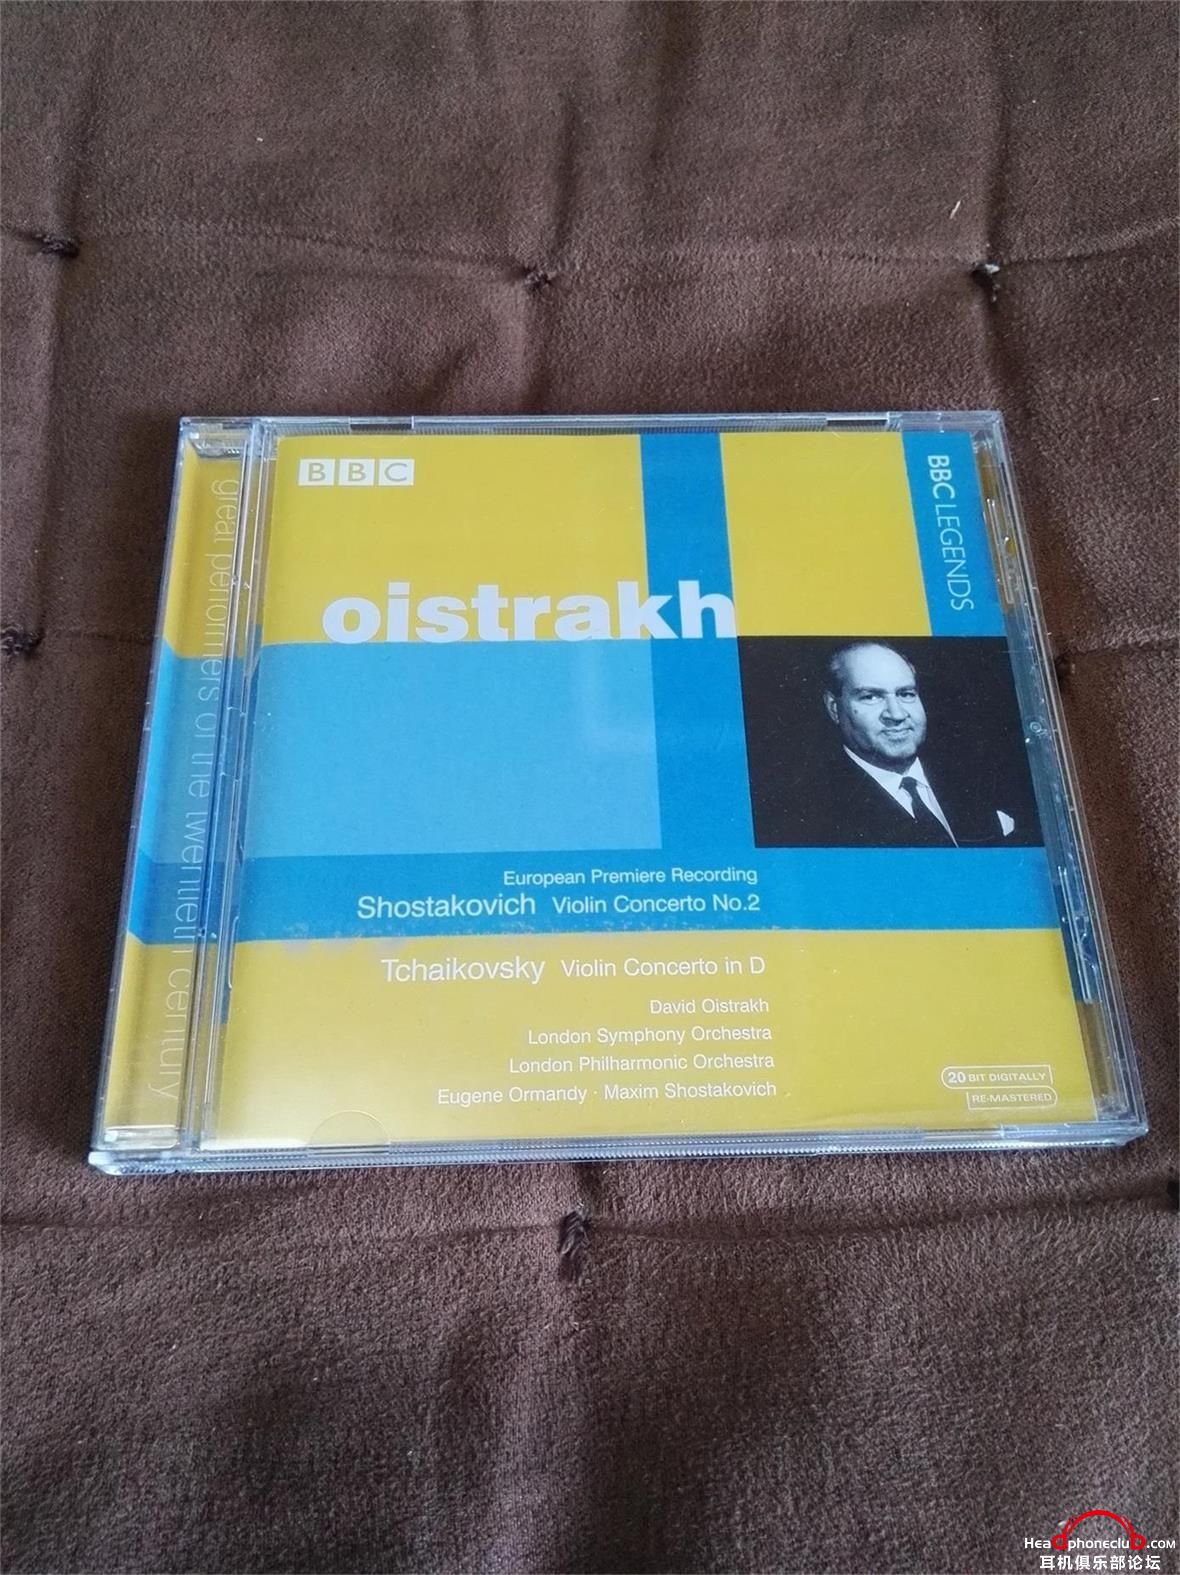 BBC
BBC LEGENDS
great performers of the twentieth century
oistrakh
European Premiere Recording
Shostakovich Violin Concerto No.2
Tchaikovsky Violin Concerto in D
David Oistrakh
London Symphony Orchestra
London Philharmonic Orchestra
Eugene Ormandy · Maxim Shostakovich
20 BIT DIGITALLY
RE-MASTERED
Headphoneclub.com
耳机俱乐部论坛